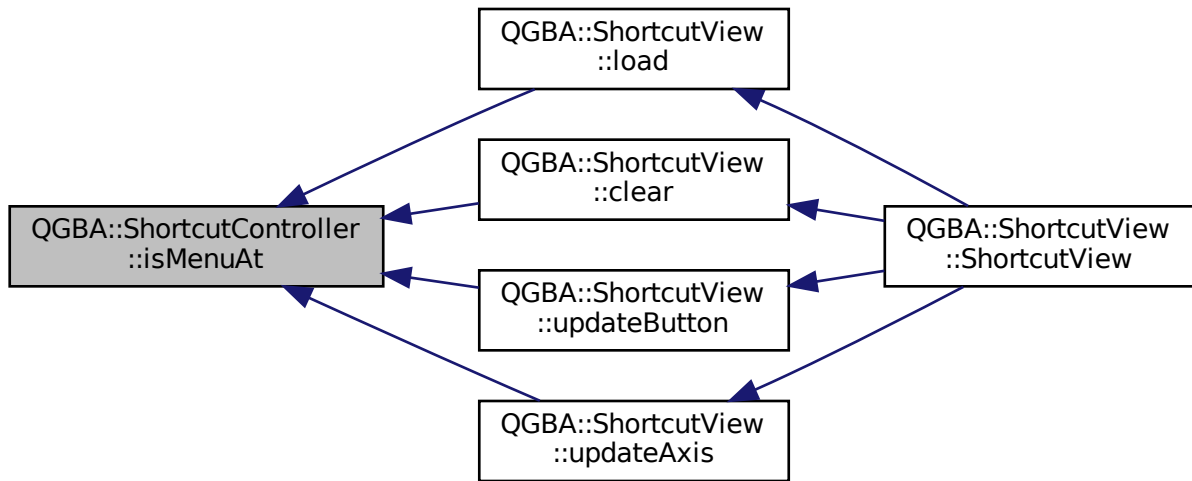 QGBA::ShortcutView
::load
QGBA::ShortcutView
::clear
QGBA::ShortcutController
::isMenuAt
QGBA::ShortcutView
::ShortcutView
QGBA::ShortcutView
::updateButton
QGBA::ShortcutView
::updateAxis